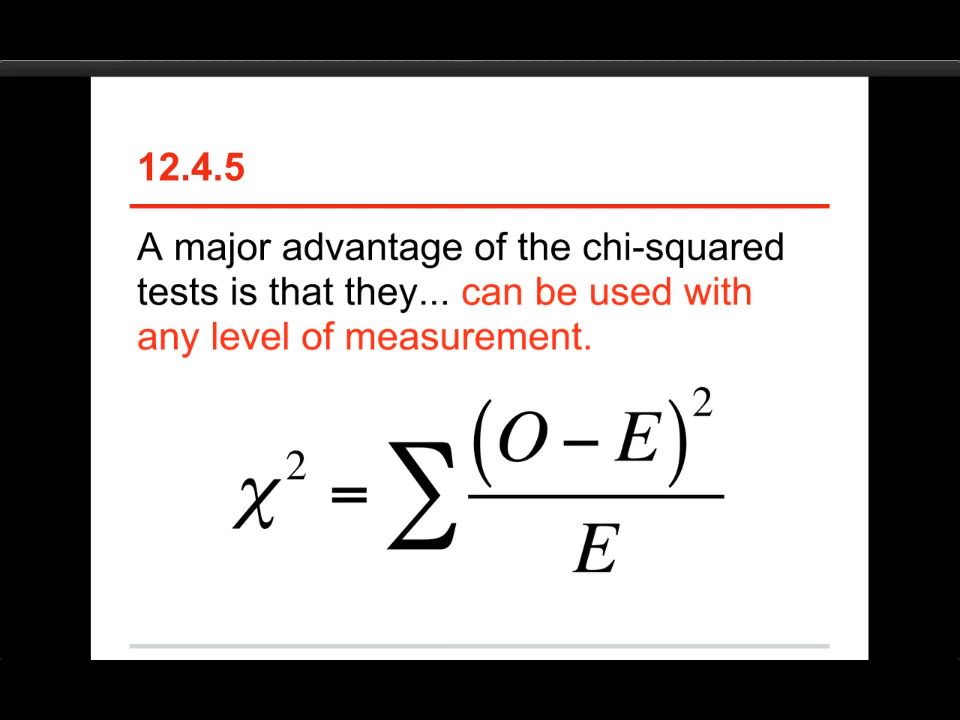 12.4.5
A major advantage of the chi-squared
tests is that they... can be used with
any level of measurement.
χ² = ∑ (O − E)² / E